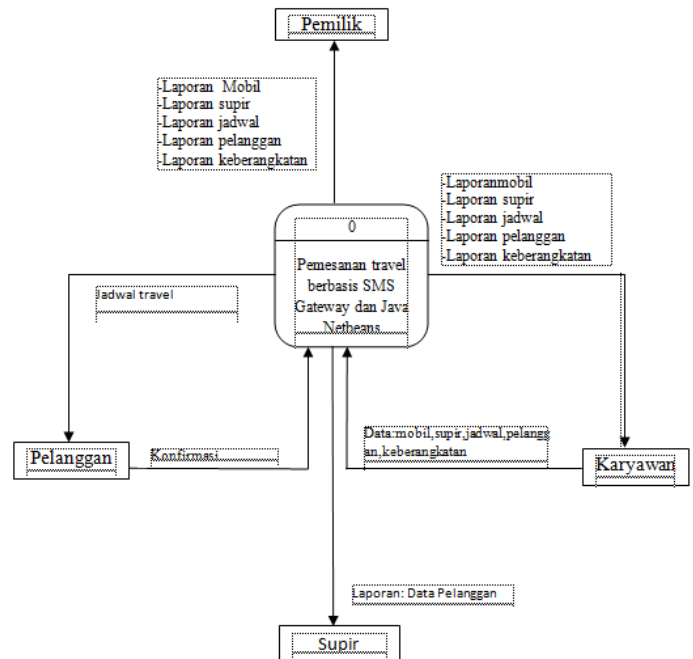 Pemilik
-Laporan Mobil
-Laporan supir
-Laporan jadwal
-Laporan pelanggan
-Laporan keberangkatan
-Laporanmobil
-Laporan supir
-Laporan jadwal
-Laporan pelanggan
-Laporan keberangkatan
0
Pemesanan travel
berbasis SMS
Gateway dan Java
Netbeans
Jadwal travel
Pelanggan
Konfirmasi
Data:mobil,supir,jadwal,pelangg
an,keberangkatan
Karyawan
Laporan: Data Pelanggan
Supir